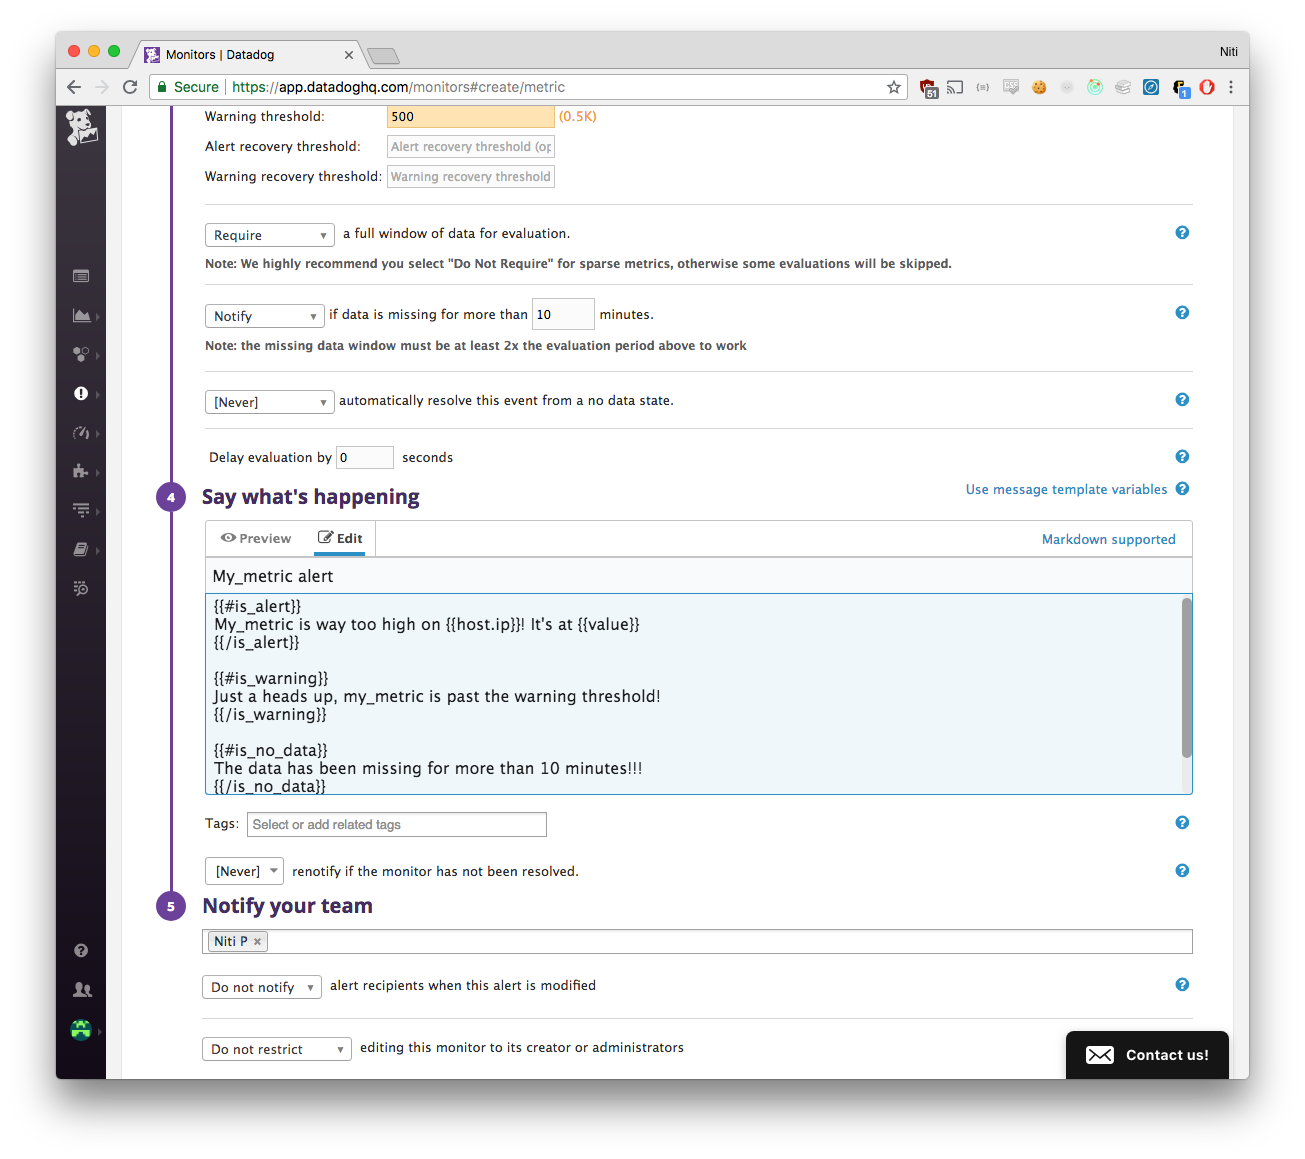 Monitors | Datadog
Niti
Secure https://app.datadoghq.com/monitors#create/metric
51
1
Warning threshold: 500 (0.5K)
Alert recovery threshold: Alert recovery threshold (op
Warning recovery threshold: Warning recovery threshold
Require a full window of data for evaluation.
Note: We highly recommend you select "Do Not Require" for sparse metrics, otherwise some evaluations will be skipped.
Notify if data is missing for more than 10 minutes.
Note: the missing data window must be at least 2x the evaluation period above to work
[Never] automatically resolve this event from a no data state.
Delay evaluation by 0 seconds
4 Say what's happening
Use message template variables
Preview Edit Markdown supported
My_metric alert
{{#is_alert}}
My_metric is way too high on {{host.ip}}! It's at {{value}}
{{/is_alert}}
{{#is_warning}}
Just a heads up, my_metric is past the warning threshold!
{{/is_warning}}
{{#is_no_data}}
The data has been missing for more than 10 minutes!!!
{{/is_no_data}}
Tags: Select or add related tags
[Never] renotify if the monitor has not been resolved.
5 Notify your team
Niti P ×
Do not notify alert recipients when this alert is modified
Do not restrict editing this monitor to its creator or administrators
Contact us!